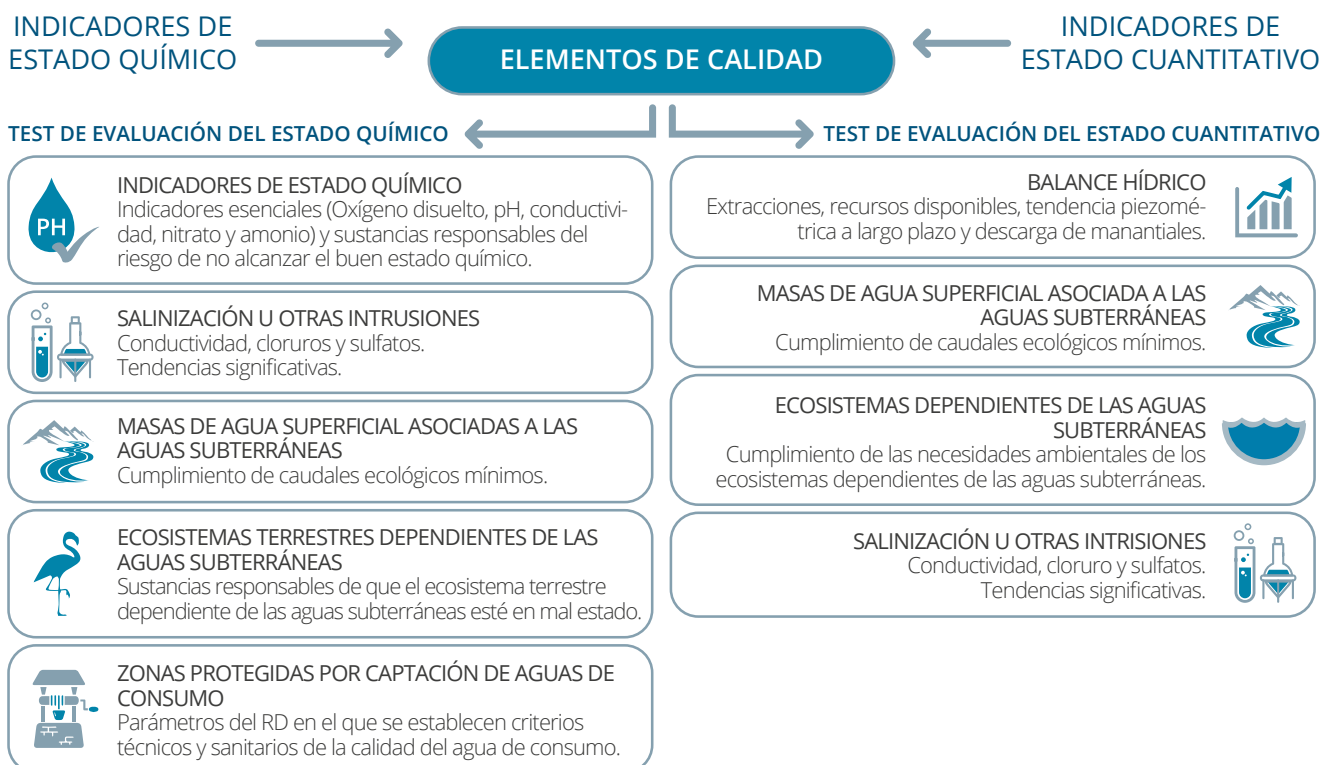 INDICADORES DE
ESTADO QUÍMICO
ELEMENTOS DE CALIDAD
INDICADORES DE
ESTADO CUANTITATIVO
TEST DE EVALUACIÓN DEL ESTADO QUÍMICO
PH
INDICADORES DE ESTADO QUÍMICO
Indicadores esenciales (Oxígeno disuelto, pH, conductivi-
dad, nitrato y amonio) y sustancias responsables del
riesgo de no alcanzar el buen estado químico.
SALINIZACIÓN U OTRAS INTRUSIONES
Conductividad, cloruros y sulfatos.
Tendencias significativas.
MASAS DE AGUA SUPERFICIAL ASOCIADAS A LAS
AGUAS SUBTERRÁNEAS
Cumplimiento de caudales ecológicos mínimos.
ECOSISTEMAS TERRESTRES DEPENDIENTES DE LAS
AGUAS SUBTERRÁNEAS
Sustancias responsables de que el ecosistema terrestre
dependiente de las aguas subterráneas esté en mal estado.
ZONAS PROTEGIDAS POR CAPTACIÓN DE AGUAS DE
CONSUMO
Parámetros del RD en el que se establecen criterios
técnicos y sanitarios de la calidad del agua de consumo.
TEST DE EVALUACIÓN DEL ESTADO CUANTITATIVO
BALANCE HÍDRICO
Extracciones, recursos disponibles, tendencia piezomé-
trica a largo plazo y descarga de manantiales.
MASAS DE AGUA SUPERFICIAL ASOCIADA A LAS
AGUAS SUBTERRÁNEAS
Cumplimiento de caudales ecológicos mínimos.
ECOSISTEMAS DEPENDIENTES DE LAS AGUAS
SUBTERRÁNEAS
Cumplimiento de las necesidades ambientales de los
ecosistemas dependientes de las aguas subterráneas.
SALINIZACIÓN U OTRAS INTRISIONES
Conductividad, cloruro y sulfatos.
Tendencias significativas.